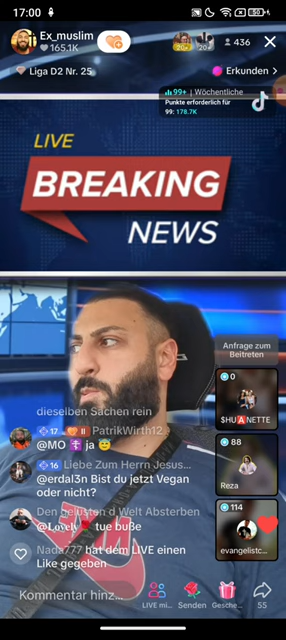 17:00
Ex_muslim
165.1K
436
Liga D2 Nr. 25
Erkunden >
99+ | Wöchentliche
Punkte erforderlich für
99: 178.7K
LIVE
BREAKING
NEWS
Anfrage zum
Beitreten
dieselben Sachen rein
17 II PatrikWirth12..
@MO ✝️ ja 😇
16 Liebe Zum Herrn Jesus...
@erdal3n Bist du jetzt Vegan
oder nicht?
Den gelüsten d Welt Absterben
@Lovely🌹 tue buße
Nada777 hat dem LIVE einen
Like gegeben
0
$HU🅰NETTE
88
Reza
114
evangelistc...
Kommentar hinz...
LIVE mi...
Senden
Gesche...
55